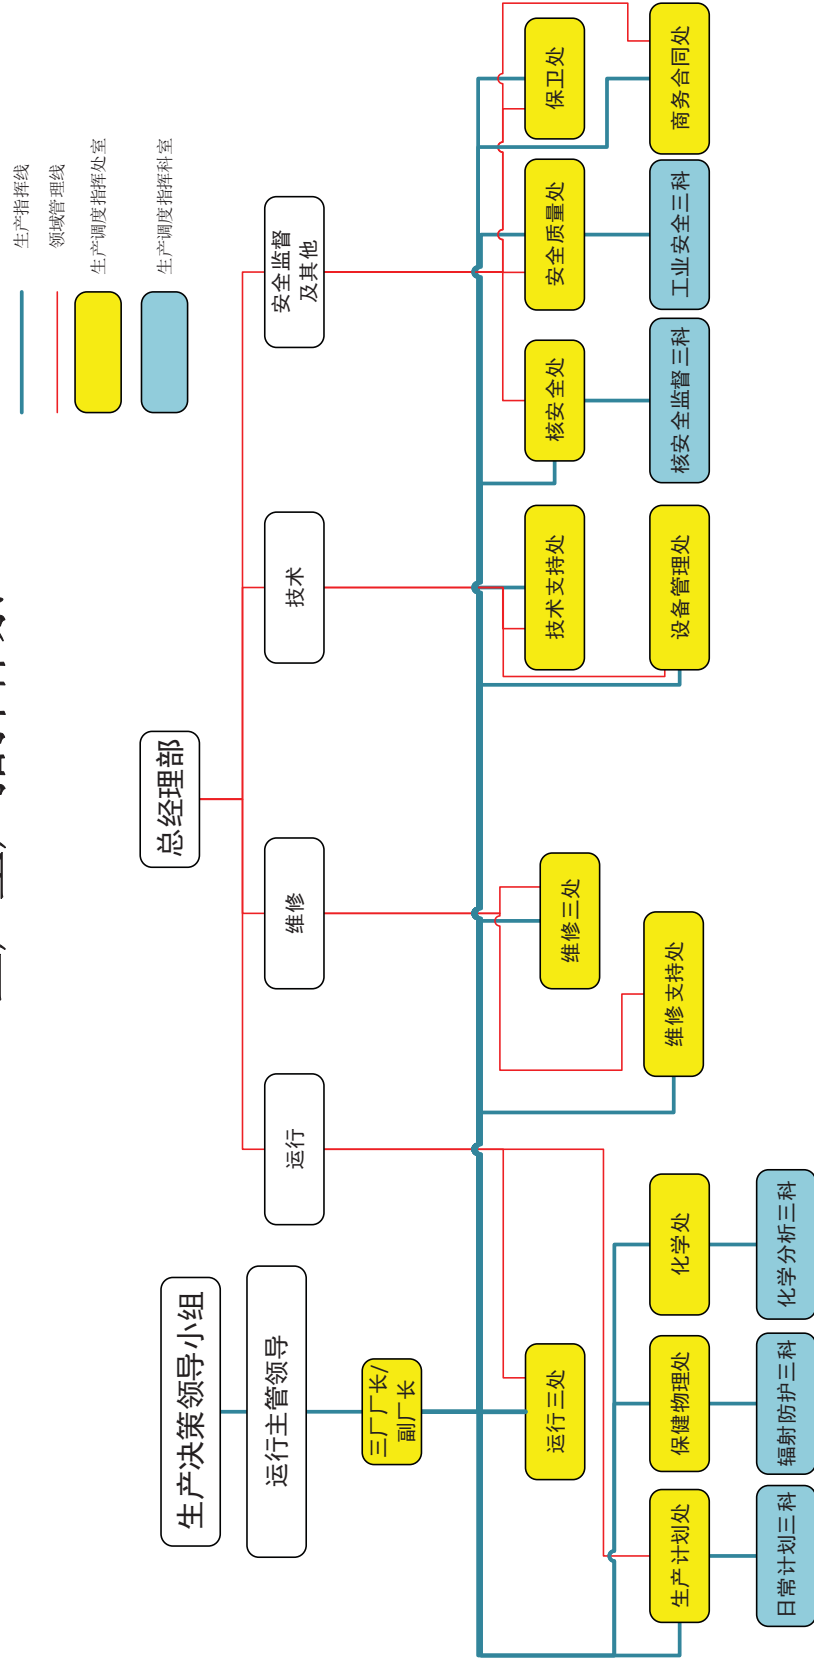 生产指挥线
领域管理线
生产调度指挥处室
生产调度指挥科室
总经理部
生产决策领导小组
运行主管领导
三厂厂长/
副厂长
运行
维修
技术
安全监督
及其他
运行三处
维修三处
技术支持处
核安全处
安全质量处
保卫处
生产计划处
保健物理处
化学处
维修支持处
设备管理处
核安全监督三科
工业安全三科
商务合同处
日常计划三科
辐射防护三科
化学分析三科